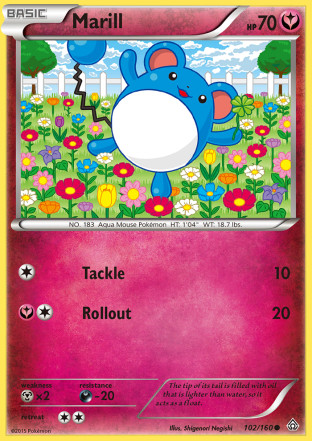 BASIC Marill HP70
NO. 183 Aqua Mouse Pokémon HT: 1'04" WT: 18.7 lbs.
Tackle 10
Rollout 20
weakness resistance
×2 -20
The tip of its tail is filled with oil
that is lighter than water, so it
acts as a float.
retreat
Illus. Shigenori Negishi 102/160
©2015 Pokémon